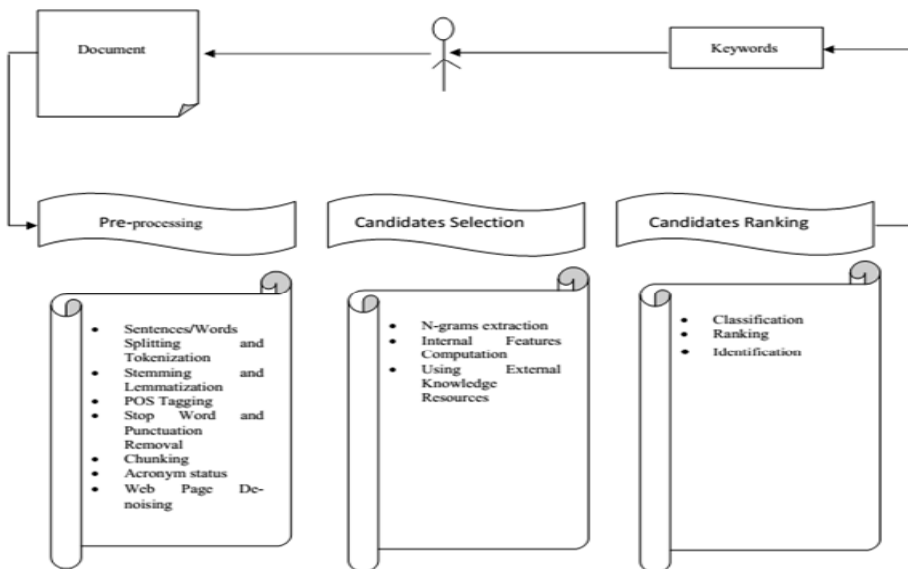 Document
Keywords
Pre-processing
Candidates Selection
Candidates Ranking
• Sentences/Words
Splitting and
Tokenization
• Stemming and
Lemmatization
• POS Tagging
• Stop Word and
Punctuation
Removal
• Chunking
• Acronym status
• Web Page De-
noising
• N-grams extraction
• Internal Features
Computation
• Using External
Knowledge
Resources
• Classification
• Ranking
• Identification